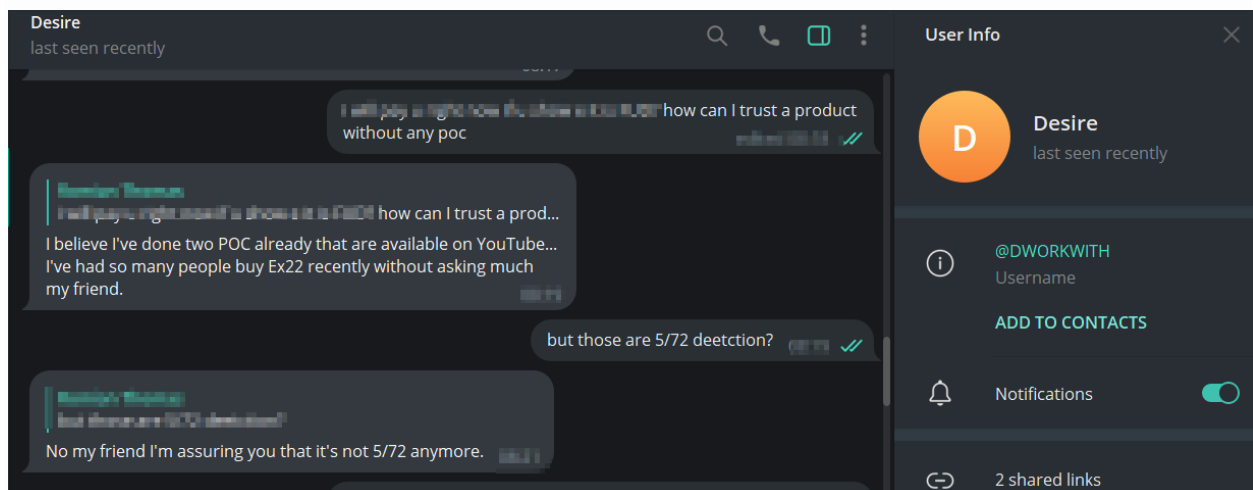 Desire
last seen recently
User Info
how can I trust a product
without any poc
Desire
last seen recently
how can I trust a prod...
I believe I've done two POC already that are available on YouTube...
I've had so many people buy Ex22 recently without asking much
my friend.
@DWORKWITH
Username
ADD TO CONTACTS
but those are 5/72 deetction?
Notifications
No my friend I'm assuring you that it's not 5/72 anymore.
2 shared links